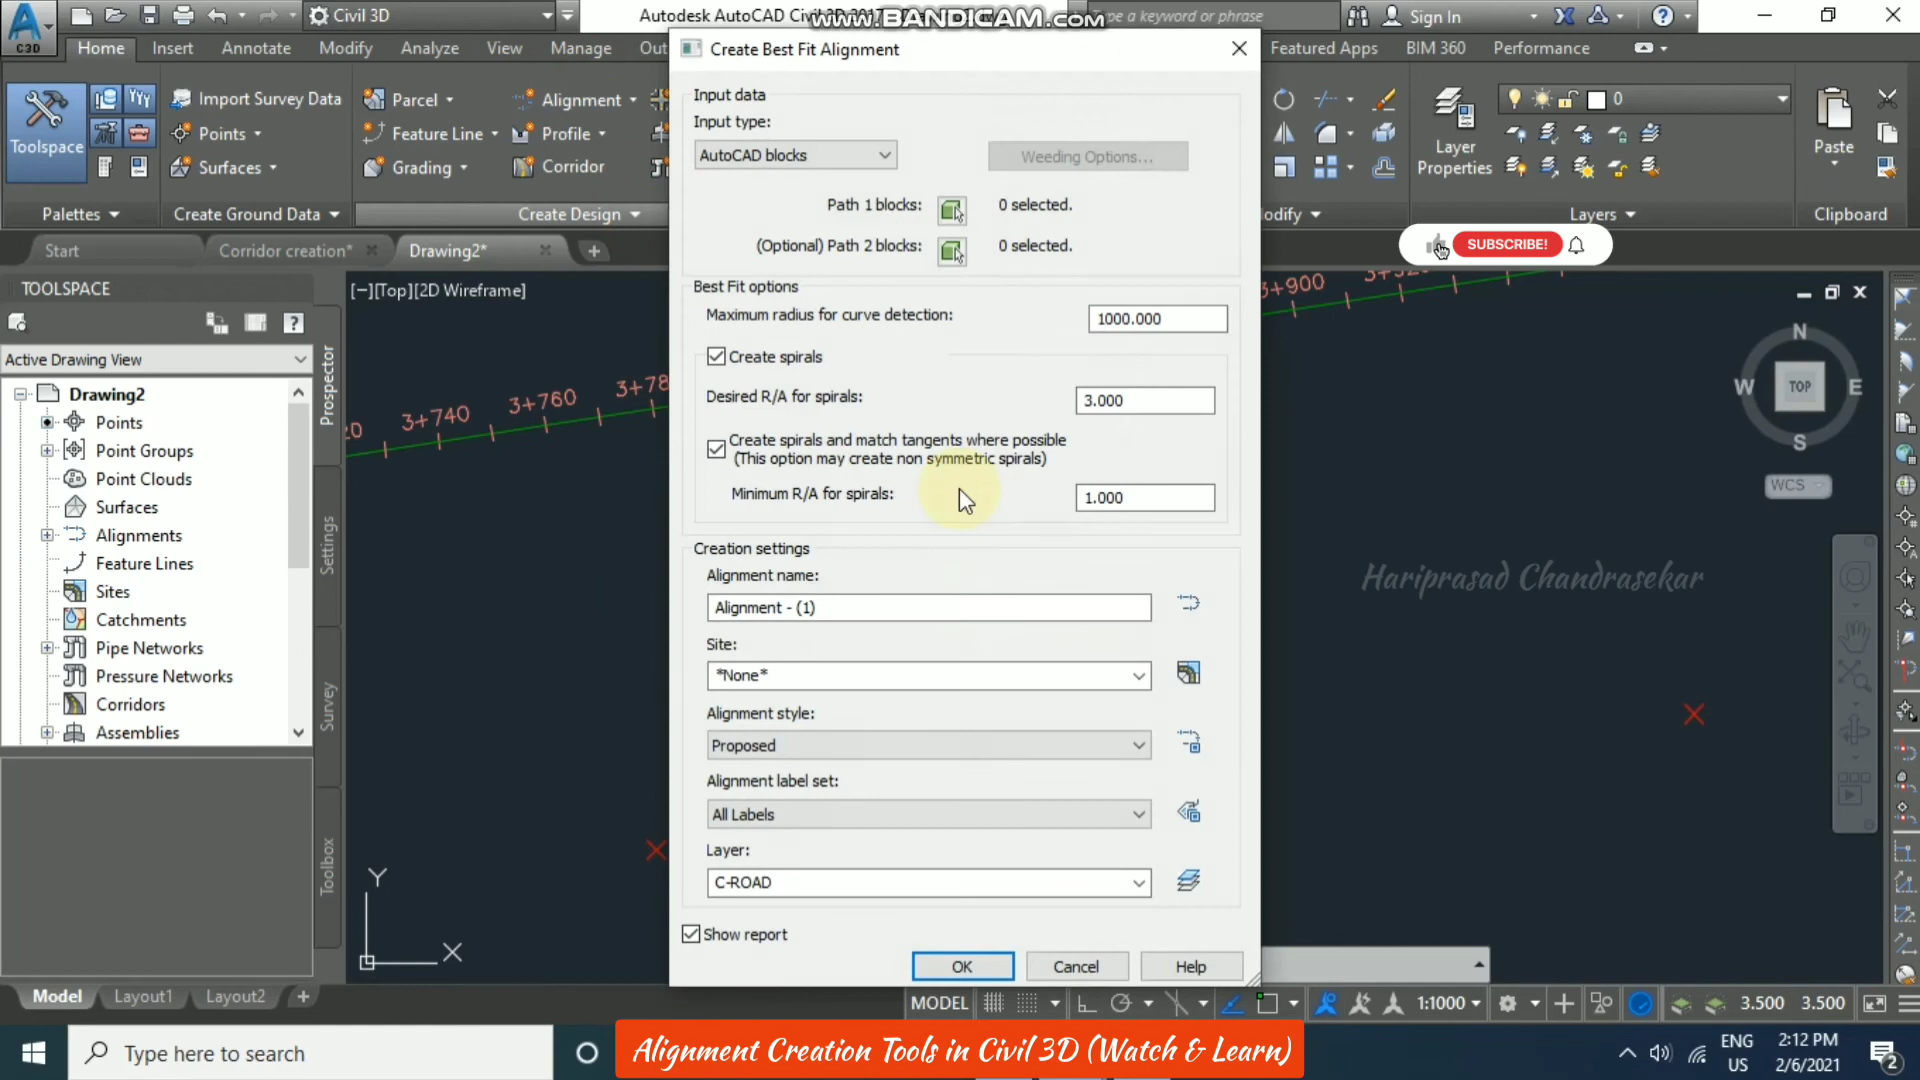 Civil 3D
Autodesk AutoCAD Civil 3D 2017
www.BANDICAM.com
Type a keyword or phrase
Sign In
C3D
Home
Insert
Annotate
Modify
Analyze
View
Manage
Out
Featured Apps
BIM 360
Performance
Toolspace
Import Survey Data
Points
Surfaces
Parcel
Feature Line
Grading
Alignment
Profile
Corridor
Layer
Properties
0
Paste
Palettes
Create Ground Data
Create Design
odify
Layers
Clipboard
Start
Corridor creation*
Drawing2*
SUBSCRIBE!
TOOLSPACE
Active Drawing View
Drawing2
Points
Point Groups
Point Clouds
Surfaces
Alignments
Feature Lines
Sites
Catchments
Pipe Networks
Pressure Networks
Corridors
Assemblies
Prospector
Settings
Survey
Toolbox
[−][Top][2D Wireframe]
20
3+740
3+760
3+78
3+900
Create Best Fit Alignment
Input data
Input type:
AutoCAD blocks
Weeding Options...
Path 1 blocks:
0 selected.
(Optional) Path 2 blocks:
0 selected.
Best Fit options
Maximum radius for curve detection:
1000.000
Create spirals
Desired R/A for spirals:
3.000
Create spirals and match tangents where possible
(This option may create non symmetric spirals)
Minimum R/A for spirals:
1.000
Creation settings
Alignment name:
Alignment - (1)
Site:
*None*
Alignment style:
Proposed
Alignment label set:
All Labels
Layer:
C-ROAD
Show report
OK
Cancel
Help
N
W
TOP
E
S
WCS
Hariprasad Chandrasekar
Y
X
Model
Layout1
Layout2
MODEL
1:1000
3.500
3.500
Type here to search
Alignment Creation Tools in Civil 3D (Watch & Learn)
ENG
US
2:12 PM
2/6/2021
2